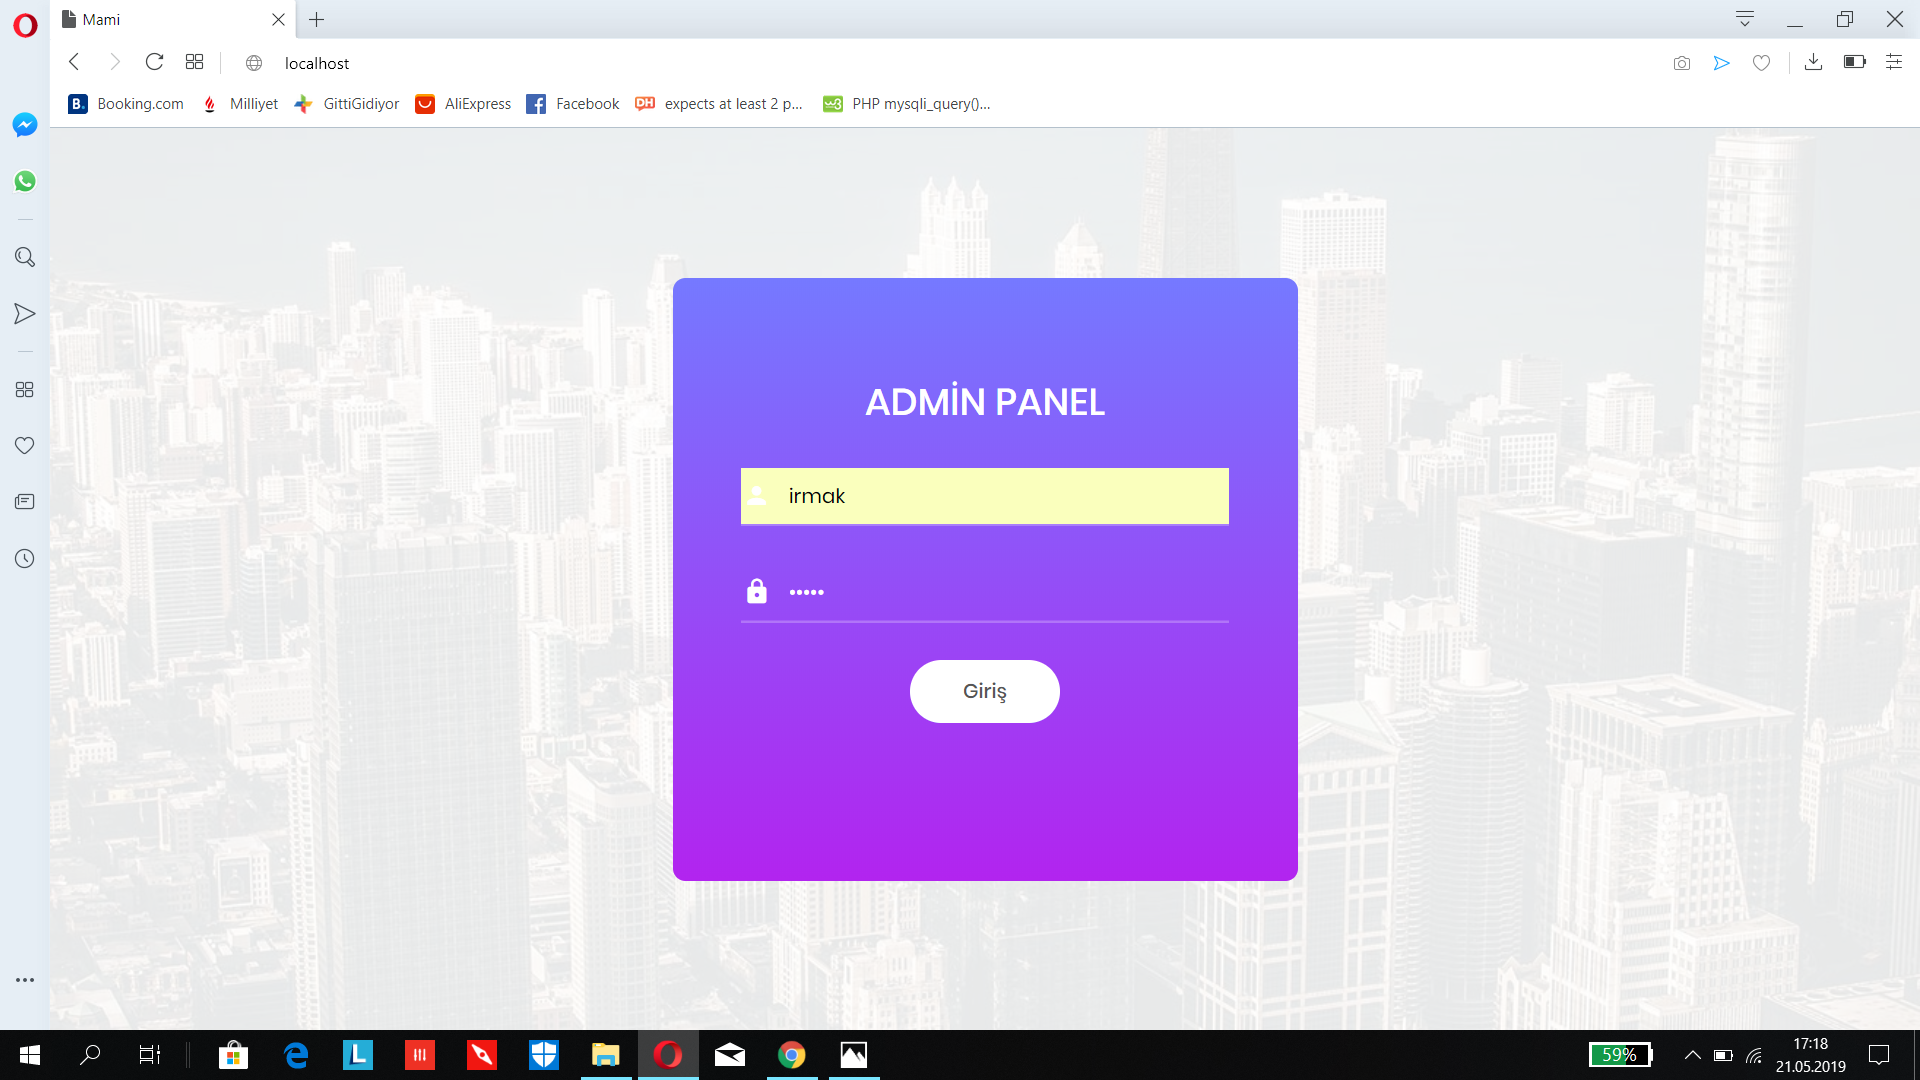 Mami
localhost
Booking.com
Milliyet
GittiGidiyor
AliExpress
Facebook
DH
expects at least 2 p...
PHP mysqli_query()...
ADMİN PANEL
irmak
•••••
Giriş
59%
17:18
21.05.2019